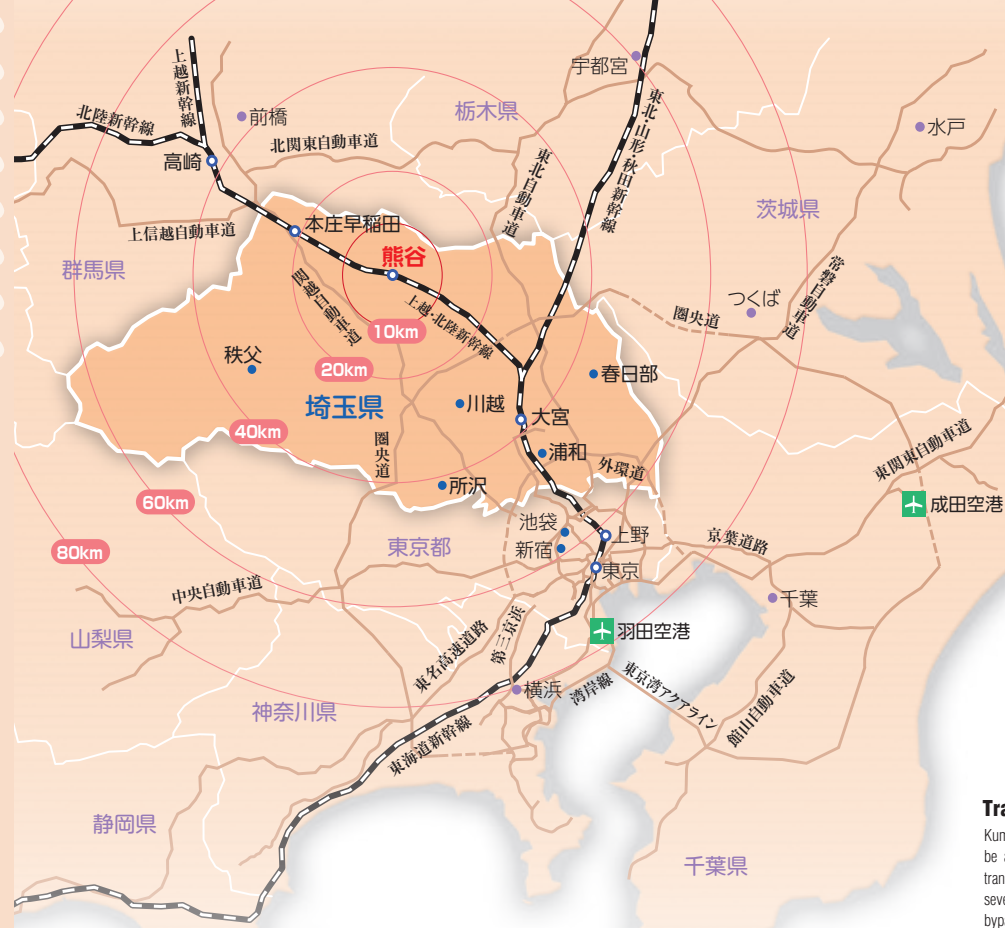 上越新幹線
宇都宮
北陸新幹線
前橋
栃木県
東北・山形・秋田新幹線
水戸
北関東自動車道
高崎
東北自動車道
茨城県
本庄早稲田
上信越自動車道
熊谷
群馬県
関越自動車道
常磐自動車道
つくば
上越・北陸新幹線
圏央道
10km
秩父
20km
春日部
埼玉県
川越
大宮
40km
圏央道
浦和
外環道
東関東自動車道
所沢
60km
成田空港
池袋
上野
東京都
新宿
京葉道路
80km
東京
中央自動車道
千葉
第三京浜
羽田空港
山梨県
東名高速道路
東京湾アクアライン
横浜
湾岸線
館山自動車道
神奈川県
東海道新幹線
静岡県
千葉県
Tra
Kum
be a
tran
seve
bypa